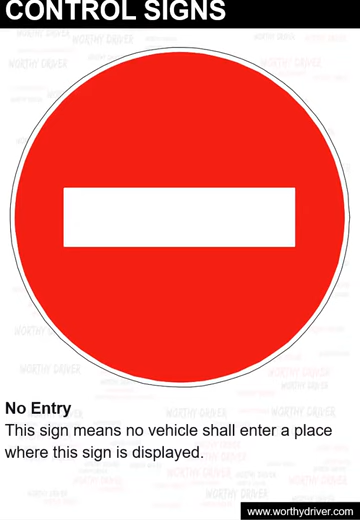 CONTROL SIGNS
No Entry
This sign means no vehicle shall enter a place
where this sign is displayed.
www.worthydriver.com